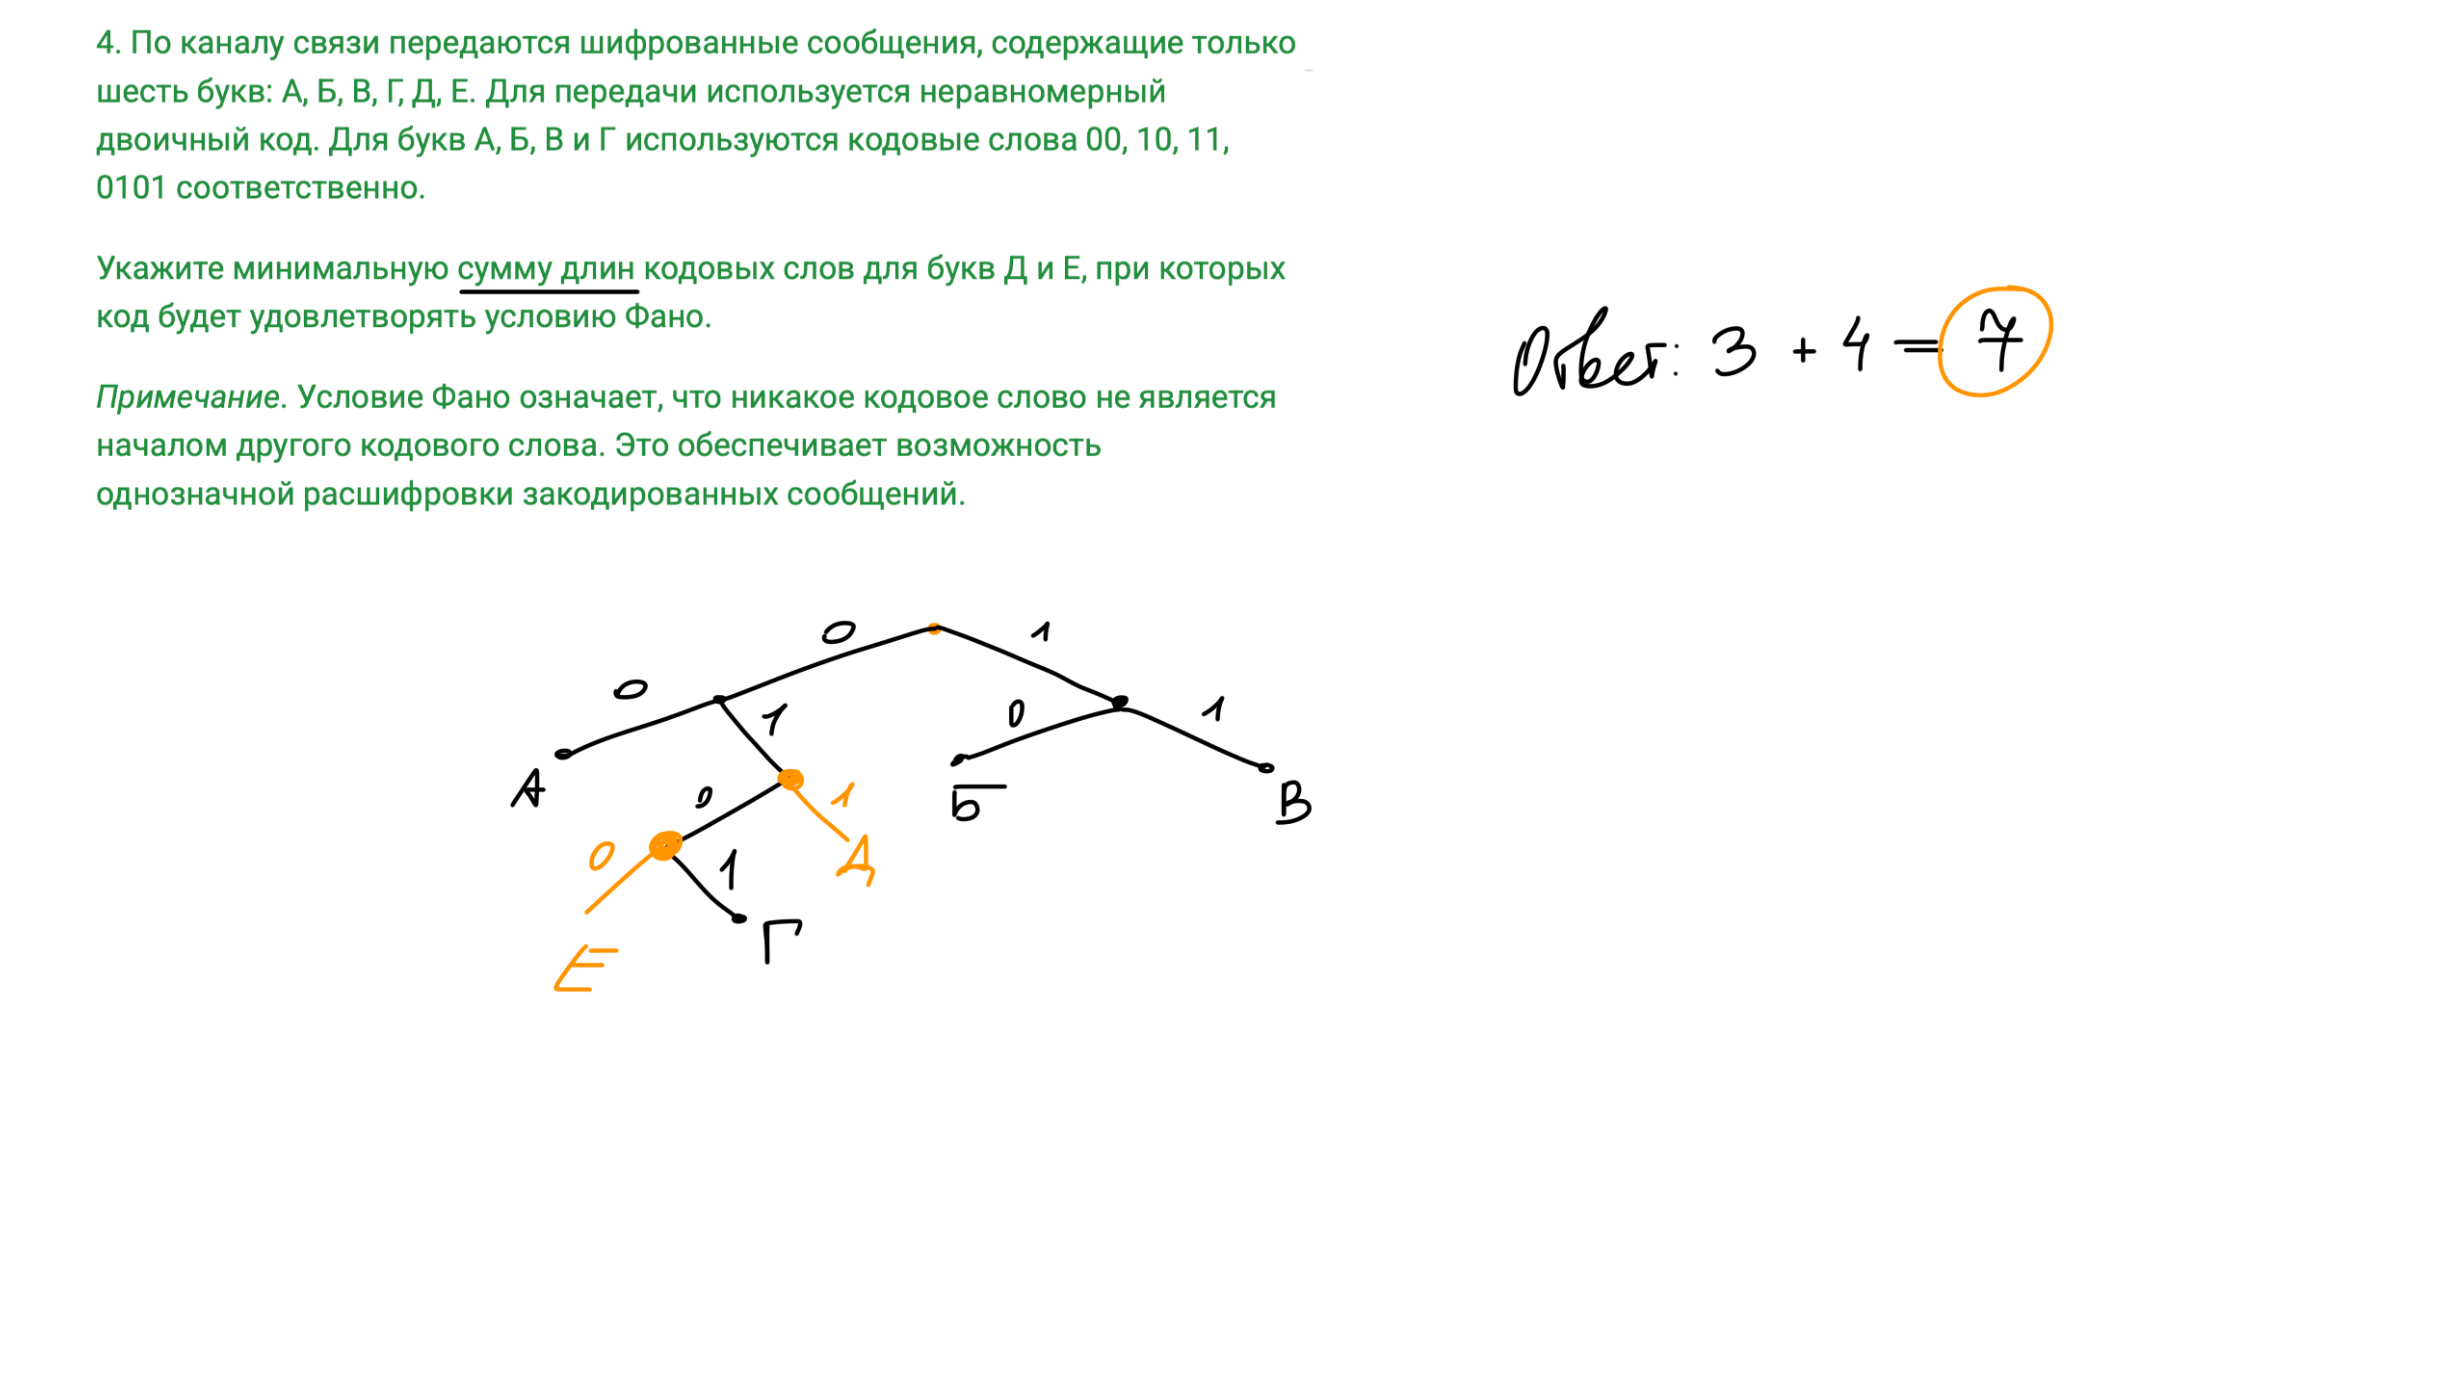 4. По каналу связи передаются шифрованные сообщения, содержащие только
шесть букв: А, Б, В, Г, Д, Е. Для передачи используется неравномерный
двоичный код. Для букв А, Б, В и Г используются кодовые слова 00, 10, 11,
0101 соответственно.
Укажите минимальную сумму длин кодовых слов для букв Д и Е, при которых
код будет удовлетворять условию Фано.
Ответ: 3 + 4 = 7
Примечание. Условие Фано означает, что никакое кодовое слово не является
началом другого кодового слова. Это обеспечивает возможность
однозначной расшифровки закодированных сообщений.
0 1
0 1 0 1
А Б В
0 1
Д
0 1
Г
Е